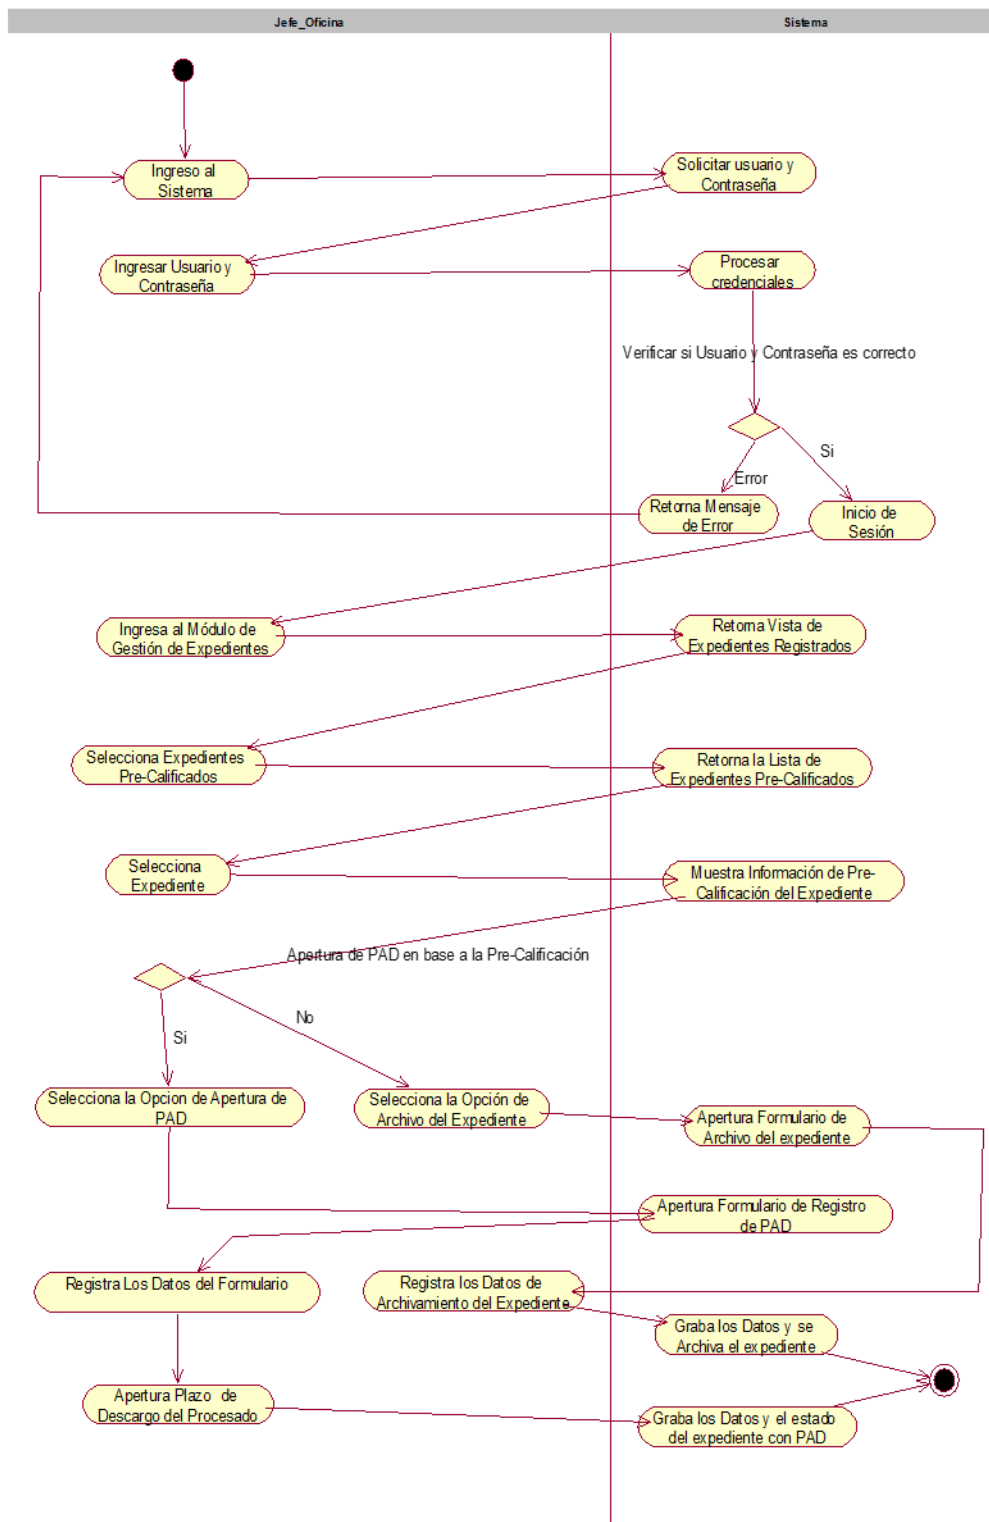 Jefe_Oficina
Sistema
Ingreso al
Sistema
Solicitar usuario y
Contraseña
Ingresar Usuario y
Contraseña
Procesar
credenciales
Verificar si Usuario y Contraseña es correcto
Si
Error
Retorna Mensaje
de Error
Inicio de
Sesión
Ingresa al Módulo de
Gestión de Expedientes
Retorna Vista de
Expedientes Registrados
Selecciona Expedientes
Pre-Calificados
Retorna la Lista de
Expedientes Pre-Calificados
Selecciona
Expediente
Muestra Información de Pre-
Calificación del Expediente
Apertura de PAD en base a la Pre-Calificación
No
Si
Selecciona la Opcion de Apertura de
PAD
Selecciona la Opción de
Archivo del Expediente
Apertura Formulario de
Archivo del expediente
Apertura Formulario de Registro
de PAD
Registra Los Datos del Formulario
Registra los Datos de
Archivamiento del Expediente
Graba los Datos y se
Archiva el expediente
Apertura Plazo de
Descargo del Procesado
Graba los Datos y el estado
del expediente con PAD